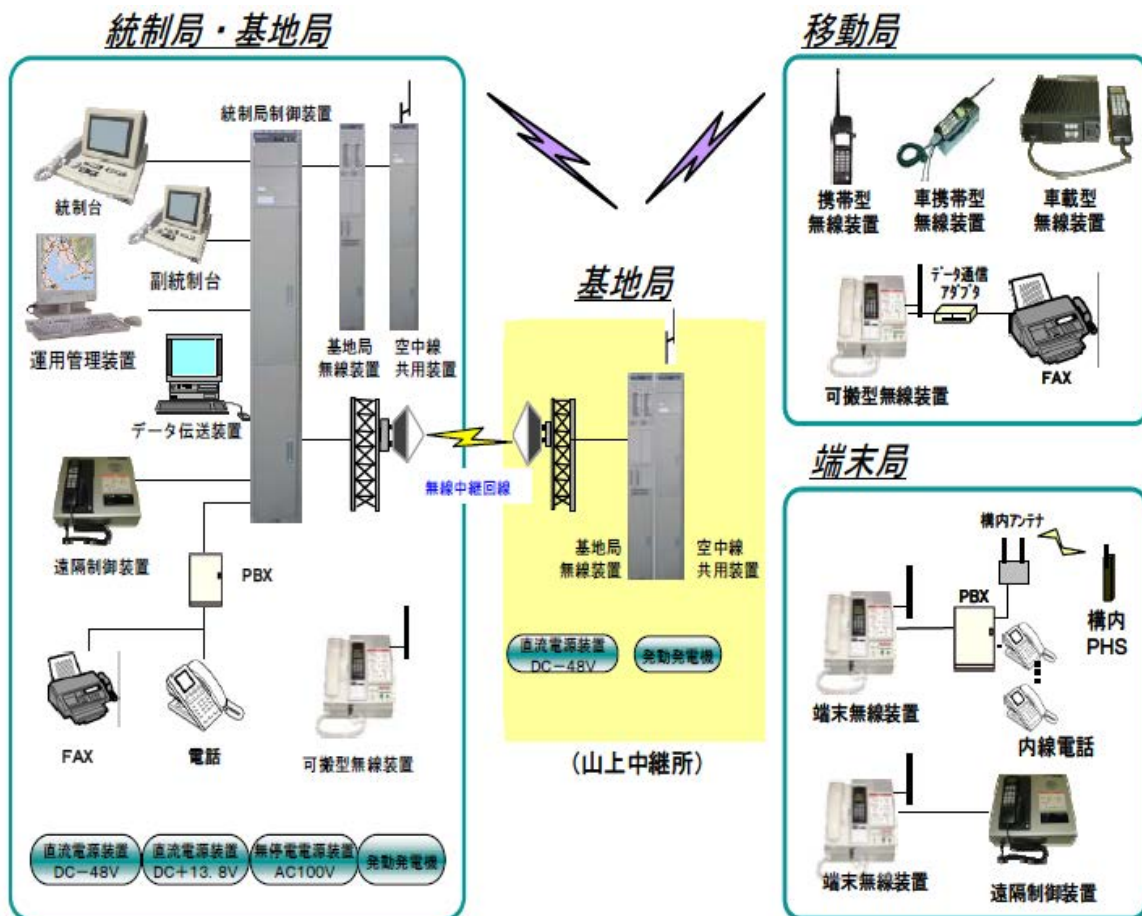 統制局・基地局
統制局制御装置
統制台
副統制台
運用管理装置
データ伝送装置
遠隔制御装置
PBX
FAX
電話
可搬型無線装置
基地局
無線装置
空中線
共用装置
直流電源装置
DC－48V
直流電源装置
DC＋13.8V
無停電電源装置
AC100V
発動発電機
無線中継回線
基地局
基地局
無線装置
空中線
共用装置
直流電源装置
DC－48V
発動発電機
（山上中継所）
移動局
携帯型
無線装置
車携帯型
無線装置
車載型
無線装置
データ通信
アダプタ
可搬型無線装置
FAX
端末局
構内アンテナ
PBX
構内
PHS
端末無線装置
内線電話
端末無線装置
遠隔制御装置